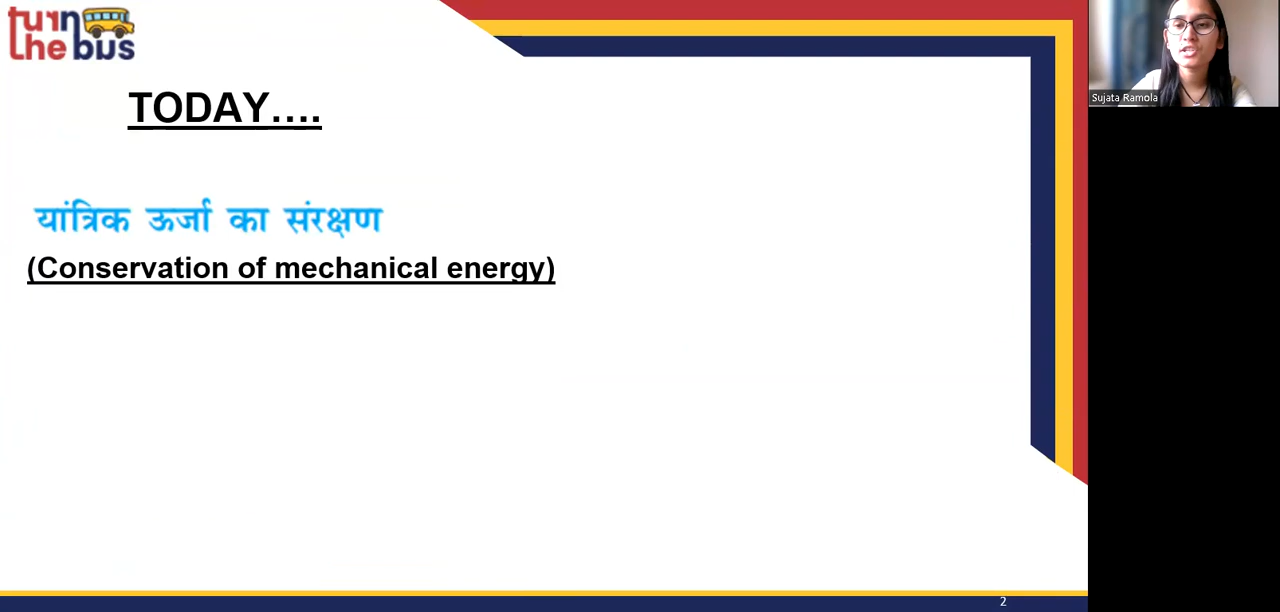 turn
the bus
TODAY….
यांत्रिक ऊर्जा का संरक्षण
(Conservation of mechanical energy)
Sujata Ramola
2